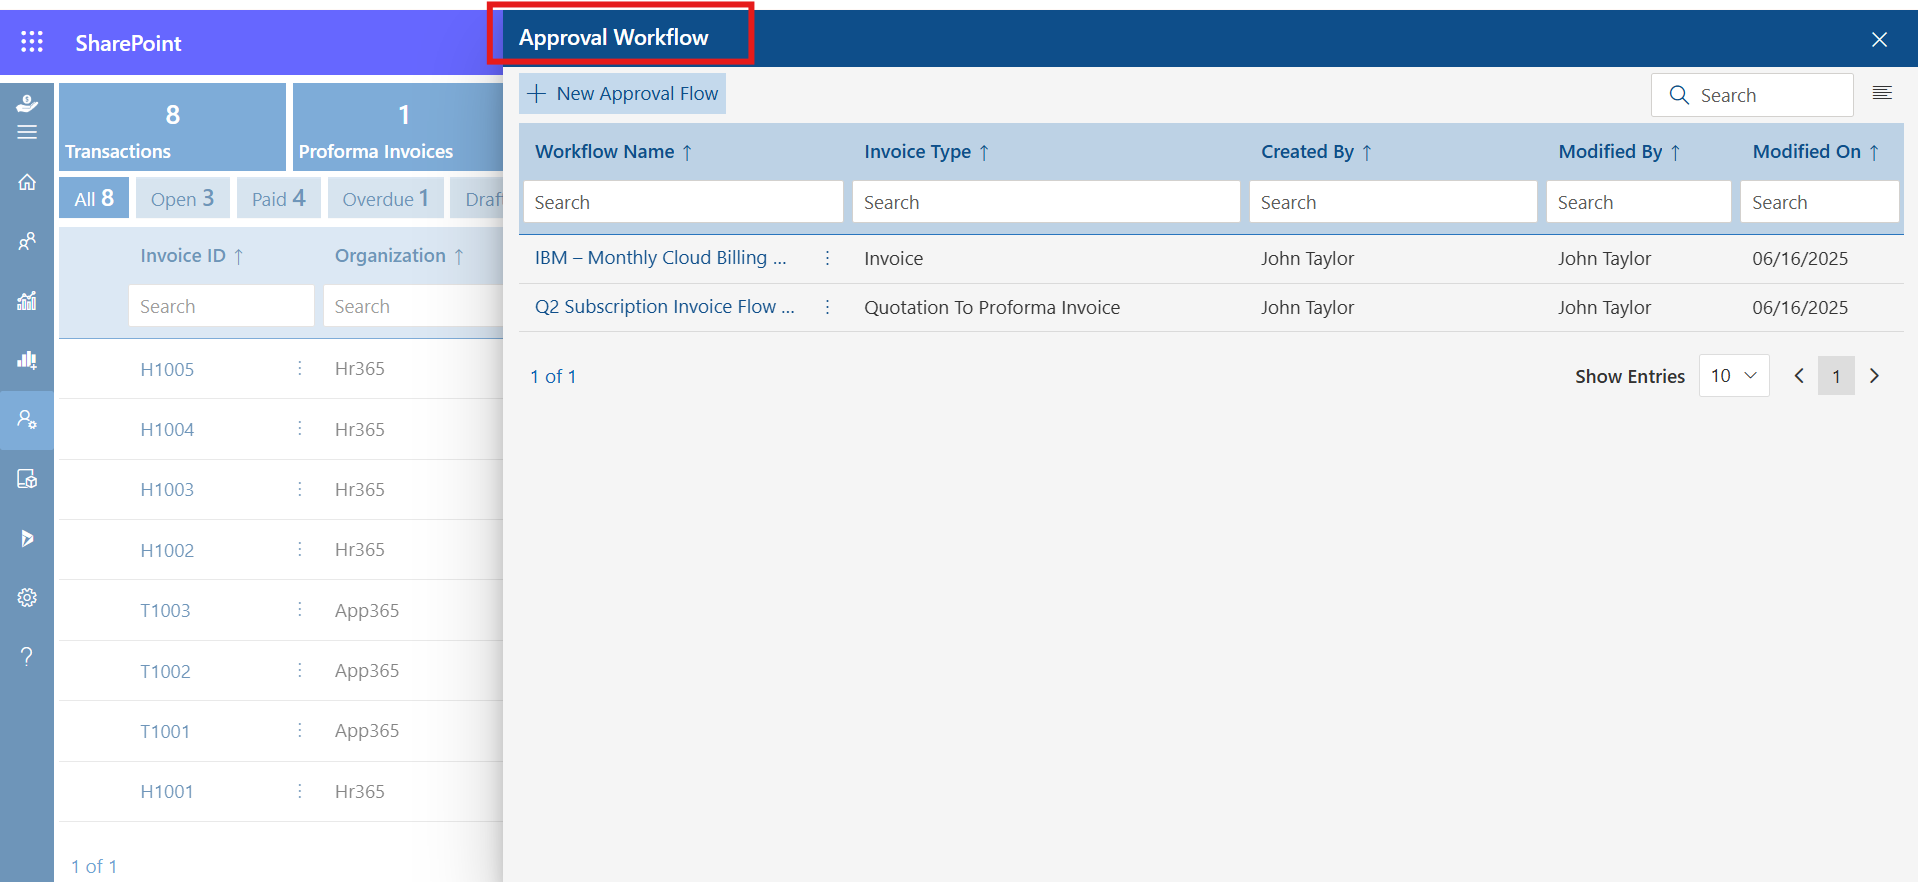 SharePoint
Approval Workflow
8
Transactions
1
Proforma Invoices
All 8
Open 3
Paid 4
Overdue 1
Draf
Invoice ID ↑
Organization ↑
Search
Search
H1005
Hr365
H1004
Hr365
H1003
Hr365
H1002
Hr365
T1003
App365
T1002
App365
T1001
App365
H1001
Hr365
1 of 1
New Approval Flow
Search
Workflow Name ↑
Invoice Type ↑
Created By ↑
Modified By ↑
Modified On ↑
Search
Search
Search
Search
Search
IBM – Monthly Cloud Billing ...
Invoice
John Taylor
John Taylor
06/16/2025
Q2 Subscription Invoice Flow ...
Quotation To Proforma Invoice
John Taylor
John Taylor
06/16/2025
1 of 1
Show Entries
10
1